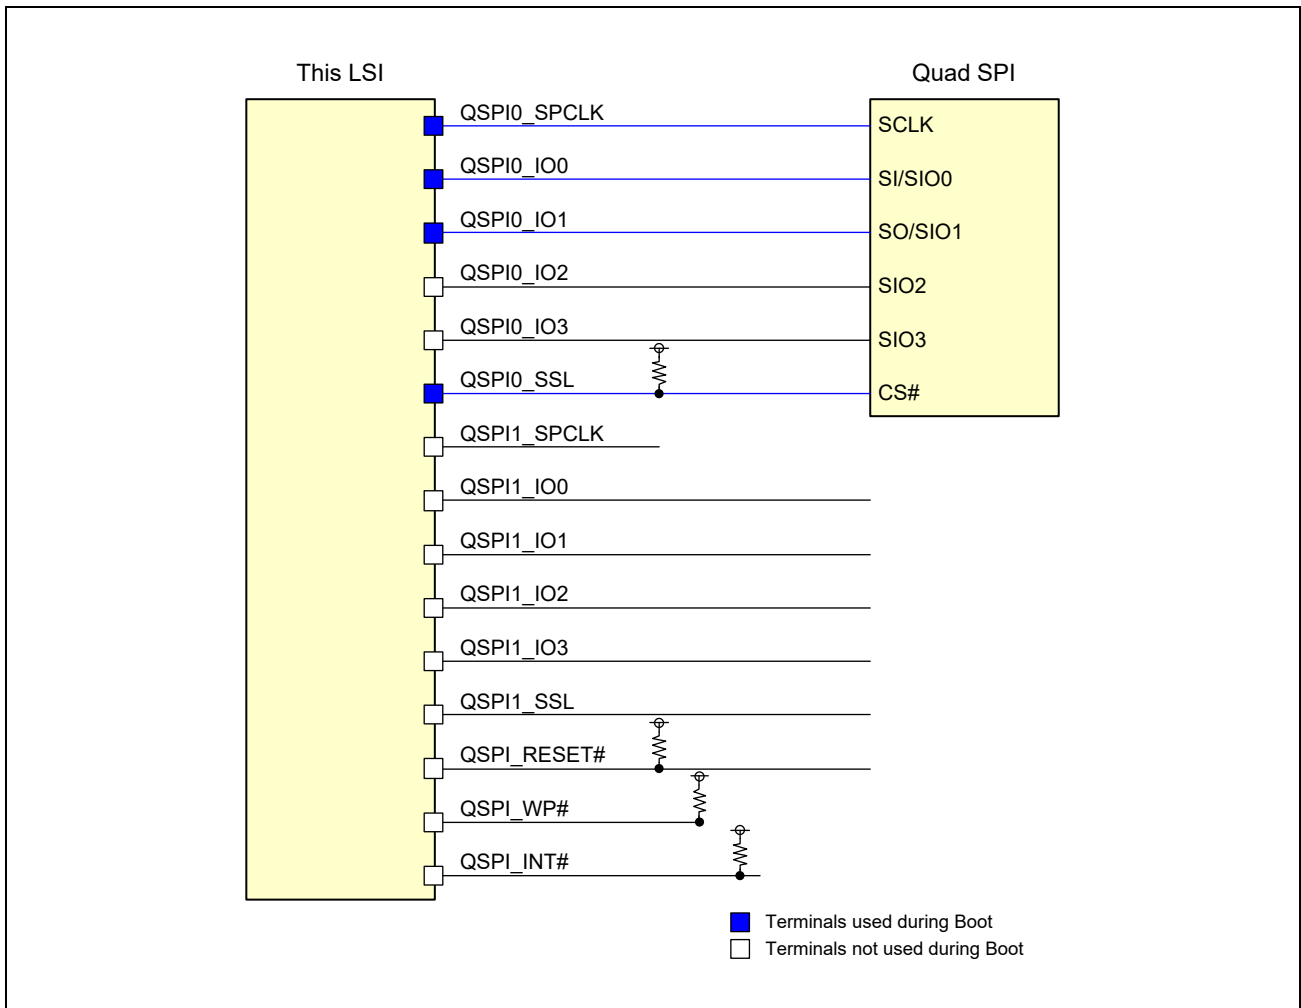 This LSI
Quad SPI
QSPI0_SPCLK
SCLK
QSPI0_IO0
SI/SIO0
QSPI0_IO1
SO/SIO1
QSPI0_IO2
SIO2
QSPI0_IO3
SIO3
QSPI0_SSL
CS#
QSPI1_SPCLK
QSPI1_IO0
QSPI1_IO1
QSPI1_IO2
QSPI1_IO3
QSPI1_SSL
QSPI_RESET#
QSPI_WP#
QSPI_INT#
Terminals used during Boot
Terminals not used during Boot